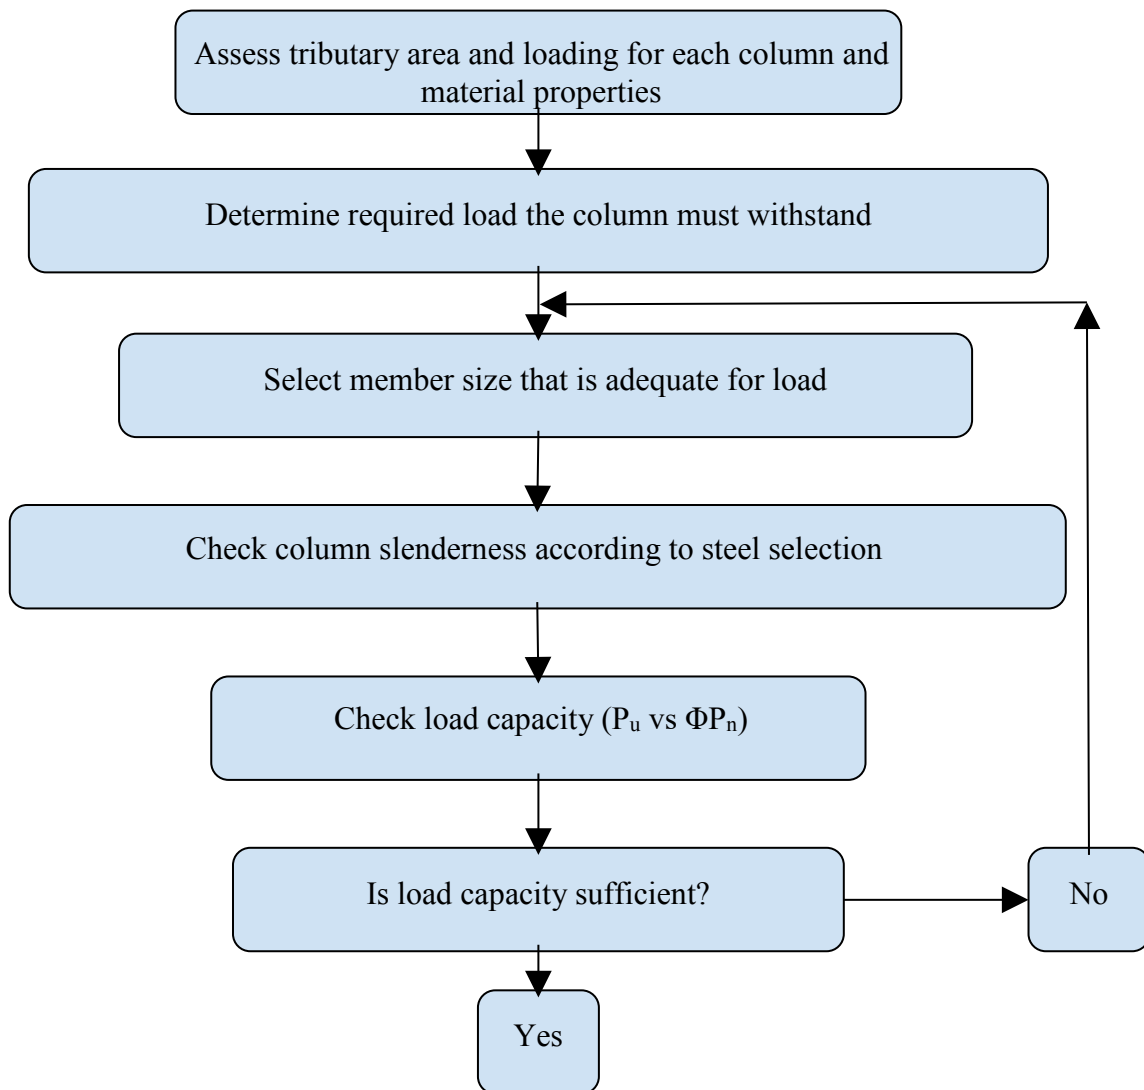 Assess tributary area and loading for each column and
material properties
Determine required load the column must withstand
Select member size that is adequate for load
Check column slenderness according to steel selection
Check load capacity (Pu vs ΦPn)
Is load capacity sufficient?
No
Yes